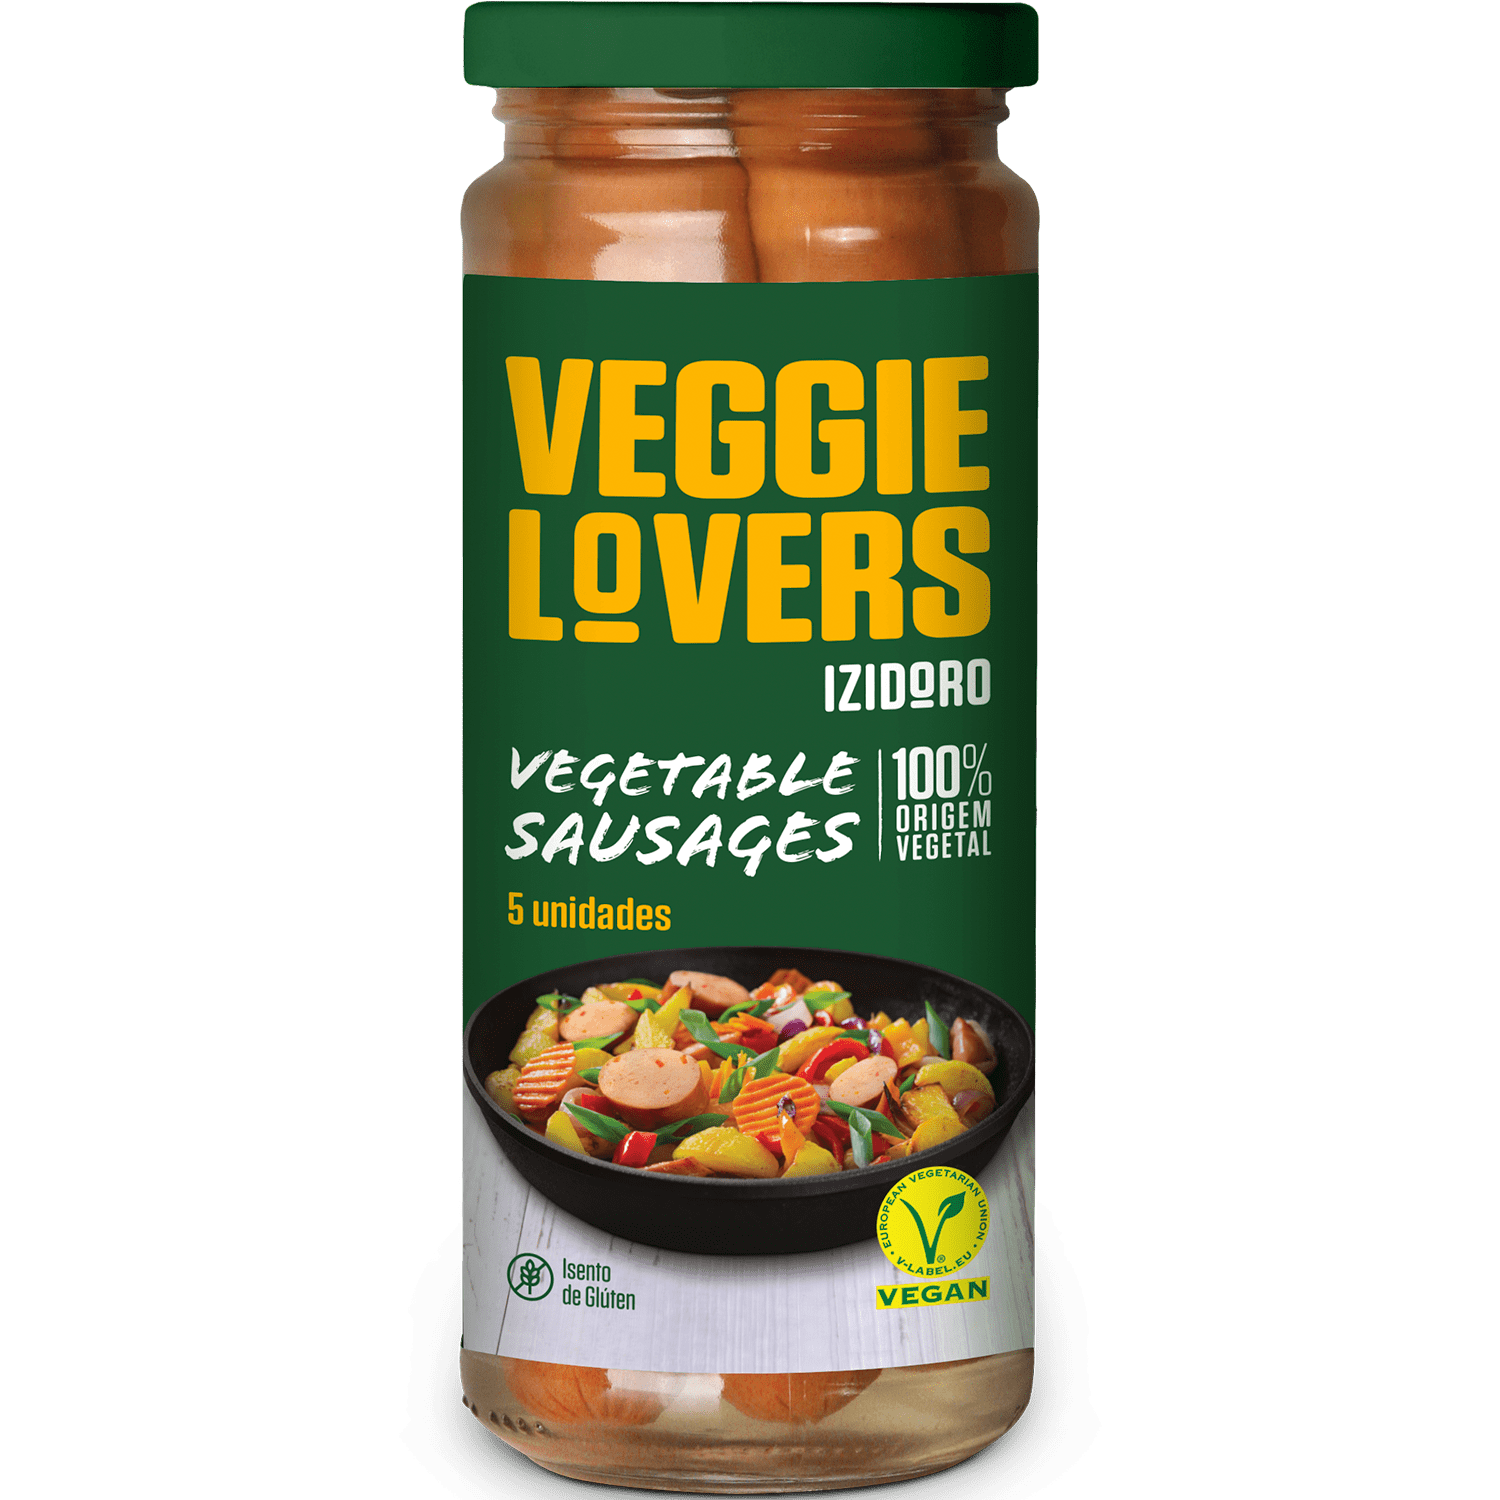 VEGGIE
LOVERS
IZIDORO
VEGETABLE
SAUSAGES
100%
ORIGEM
VEGETAL
5 unidades
EUROPEAN VEGETARIAN UNION
V-LABEL.EU
®
VEGAN
Isento
de Glúten